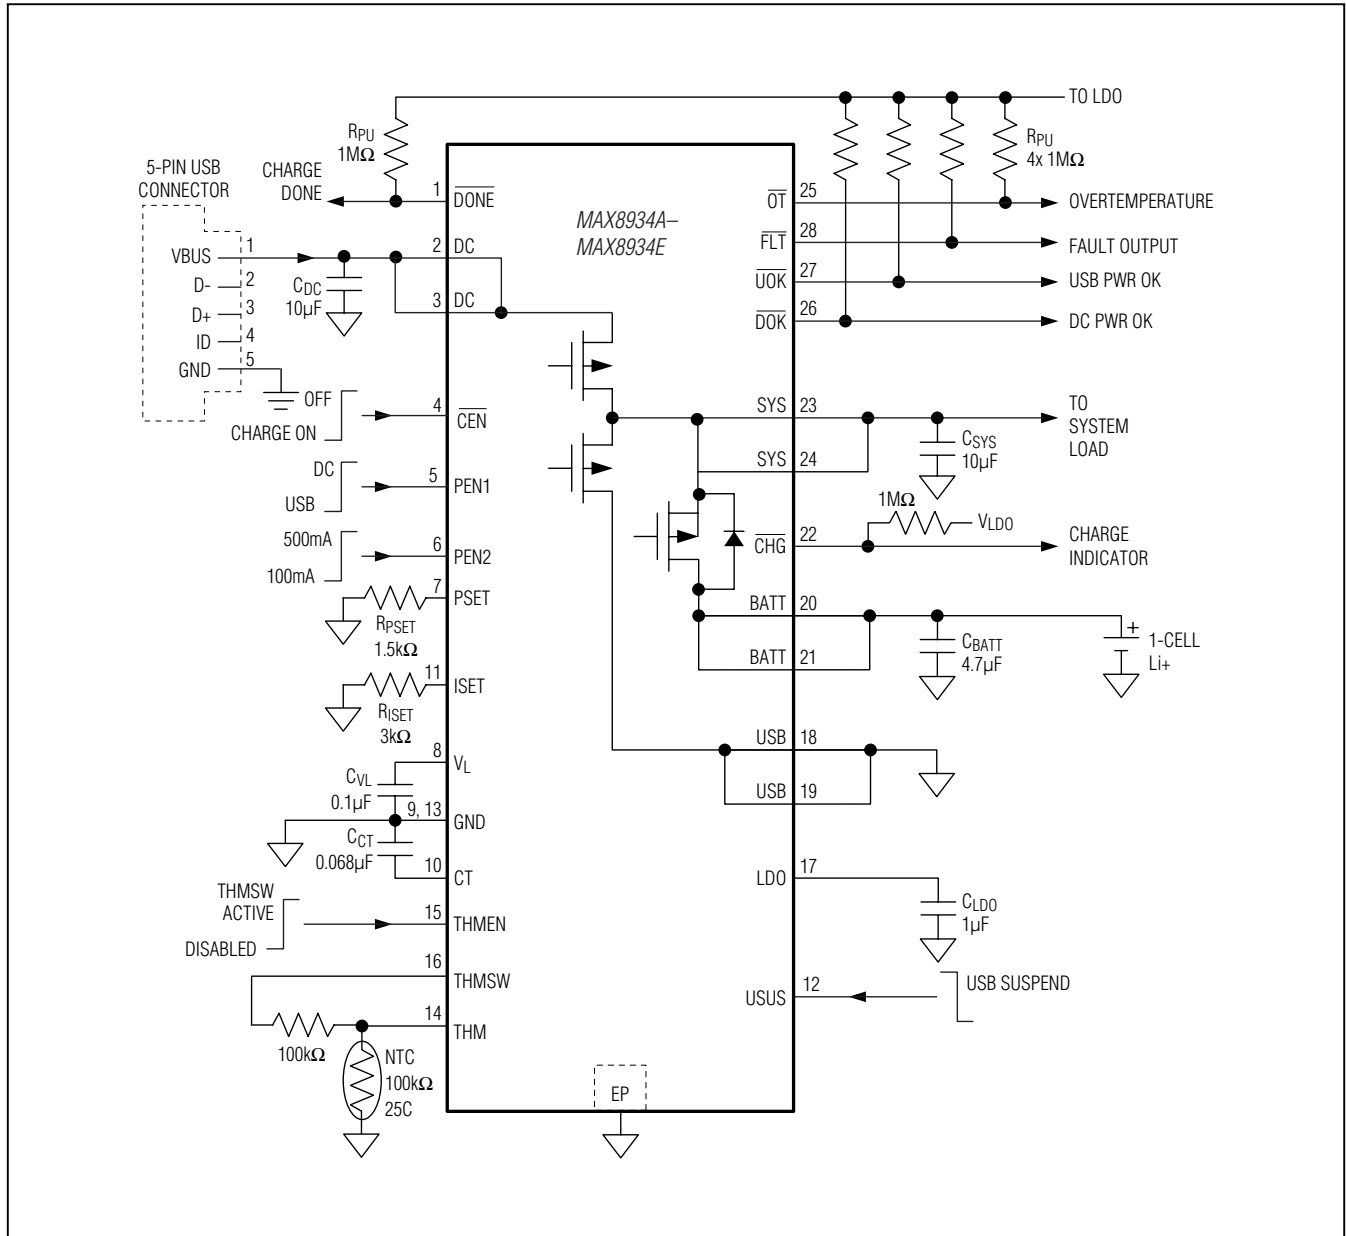 TO LDO
RPU
1MΩ
RPU
4x 1MΩ
5-PIN USB
CONNECTOR
CHARGE
DONE
1
DONE
MAX8934A–
MAX8934E
OT
25
OVERTEMPERATURE
FLT
28
FAULT OUTPUT
UOK
27
USB PWR OK
DOK
26
DC PWR OK
VBUS
1
D-
2
D+
3
ID
4
GND
5
CDC
10µF
2
DC
3
DC
OFF
CHARGE ON
4
CEN
DC
USB
5
PEN1
500mA
100mA
6
PEN2
7
PSET
RPSET
1.5kΩ
11
ISET
RISET
3kΩ
8
VL
CVL
0.1µF
9, 13
GND
CCT
0.068µF
10
CT
THMSW
ACTIVE
DISABLED
15
THMEN
16
THMSW
14
THM
100kΩ
NTC
100kΩ
25C
EP
SYS
23
TO
SYSTEM
LOAD
SYS
24
CSYS
10µF
1MΩ
VLDO
CHG
22
CHARGE
INDICATOR
BATT
20
BATT
21
CBATT
4.7µF
+
1-CELL
Li+
USB
18
USB
19
LDO
17
CLDO
1µF
USUS
12
USB SUSPEND